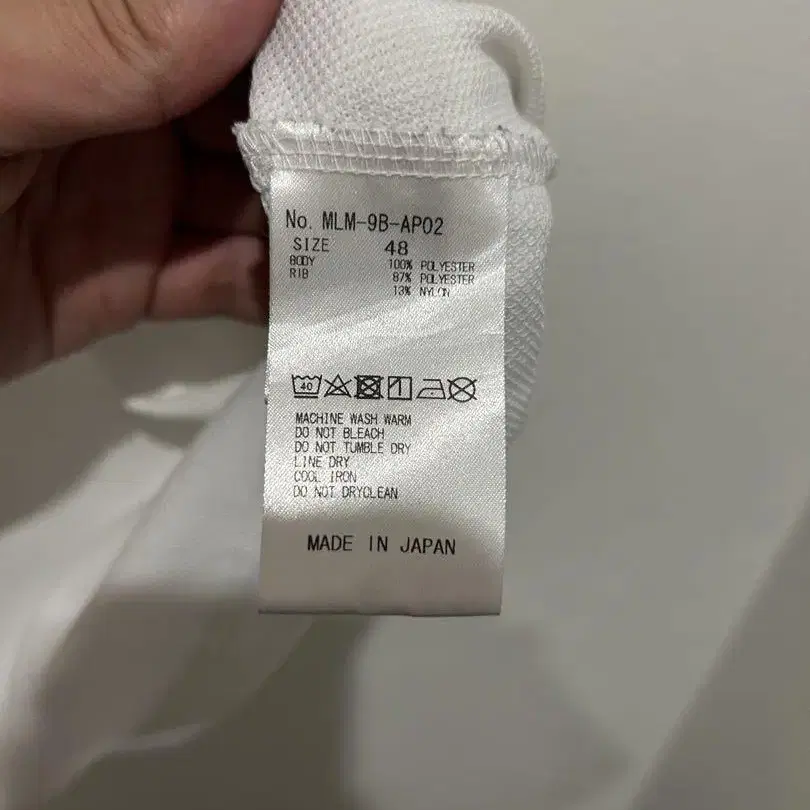 No. MLM-9B-AP02
SIZE 48
BODY 100% POLYESTER
RIB 87% POLYESTER
13% NYLON
40
MACHINE WASH WARM
DO NOT BLEACH
DO NOT TUMBLE DRY
LINE DRY
COOL IRON
DO NOT DRYCLEAN
MADE IN JAPAN